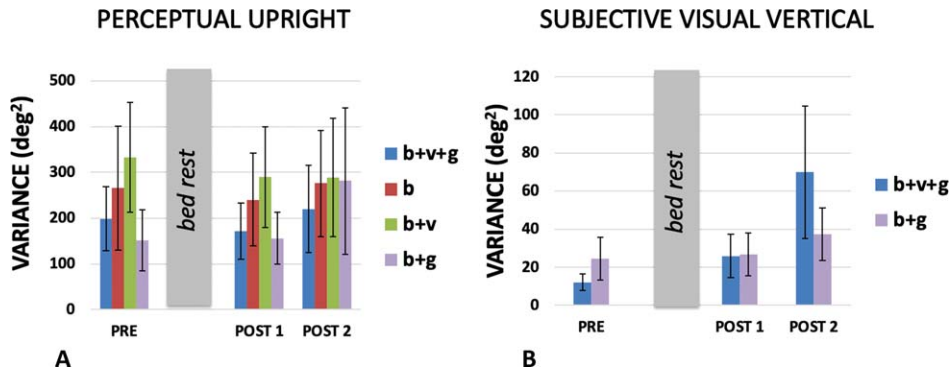 PERCEPTUAL UPRIGHT
VARIANCE (deg²)
500
400
300
200
100
0
bed rest
PRE
POST 1
POST 2
b+v+g
b
b+v
b+g
A
SUBJECTIVE VISUAL VERTICAL
VARIANCE (deg²)
120
100
80
60
40
20
0
bed rest
PRE
POST 1
POST 2
b+v+g
b+g
B